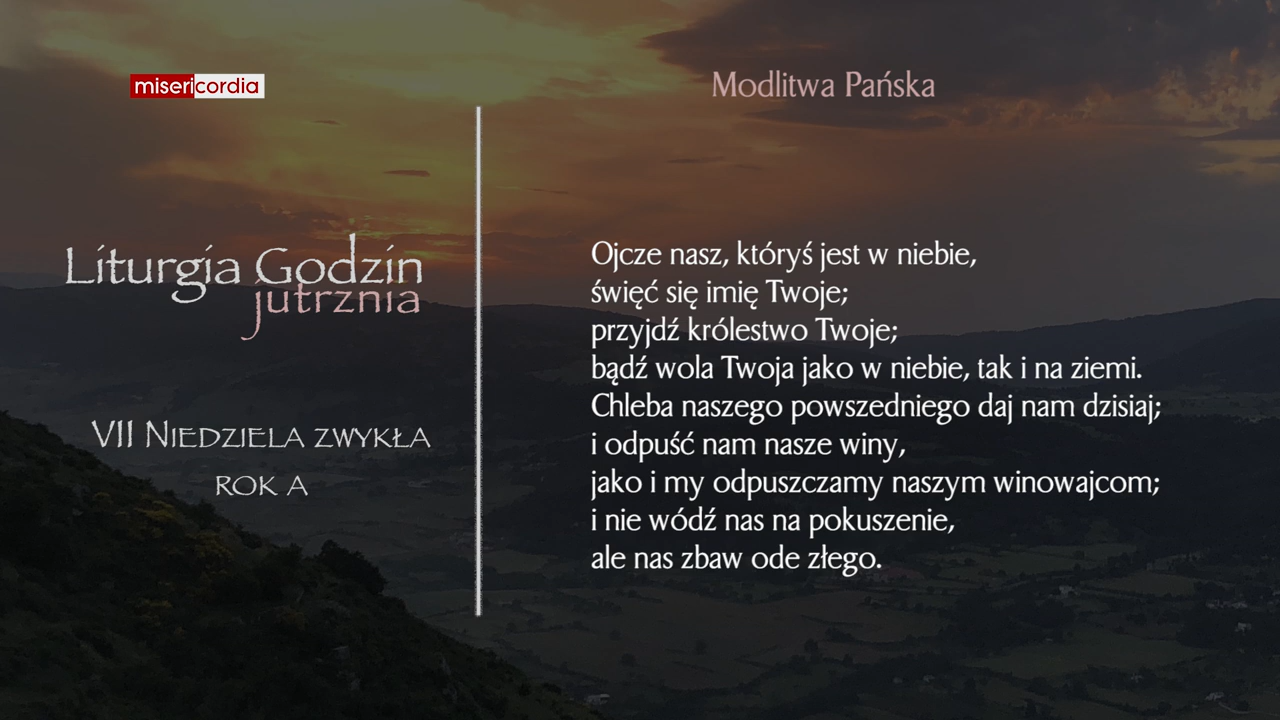 misericordia
Liturgia Godzin
jutrznia
VII Niedziela zwykła
rok A
Modlitwa Pańska
Ojcze nasz, któryś jest w niebie,
święć się imię Twoje;
przyjdź królestwo Twoje;
bądź wola Twoja jako w niebie, tak i na ziemi.
Chleba naszego powszedniego daj nam dzisiaj;
i odpuść nam nasze winy,
jako i my odpuszczamy naszym winowajcom;
i nie wódź nas na pokuszenie,
ale nas zbaw ode złego.